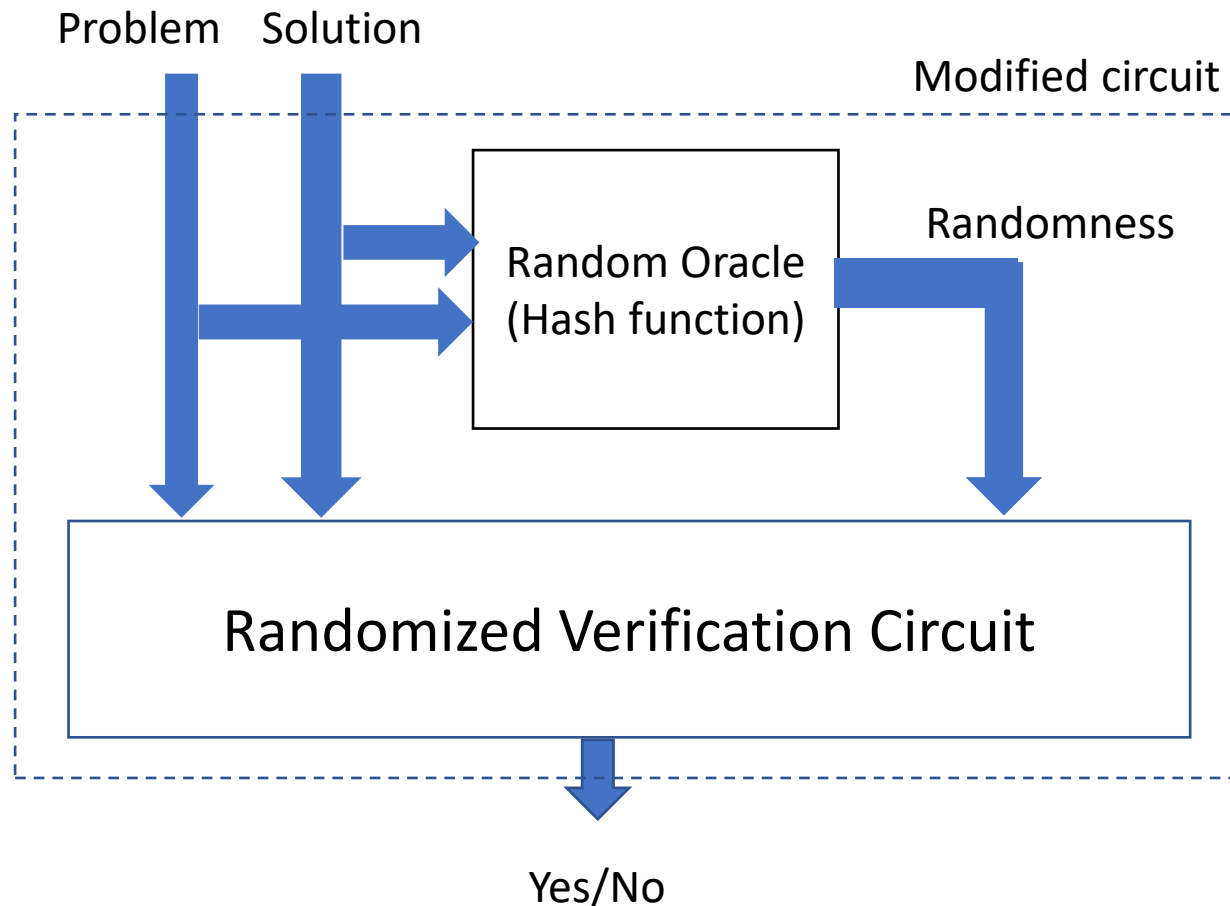 Problem Solution
Modified circuit
Random Oracle
(Hash function)
Randomness
Randomized Verification Circuit
Yes/No